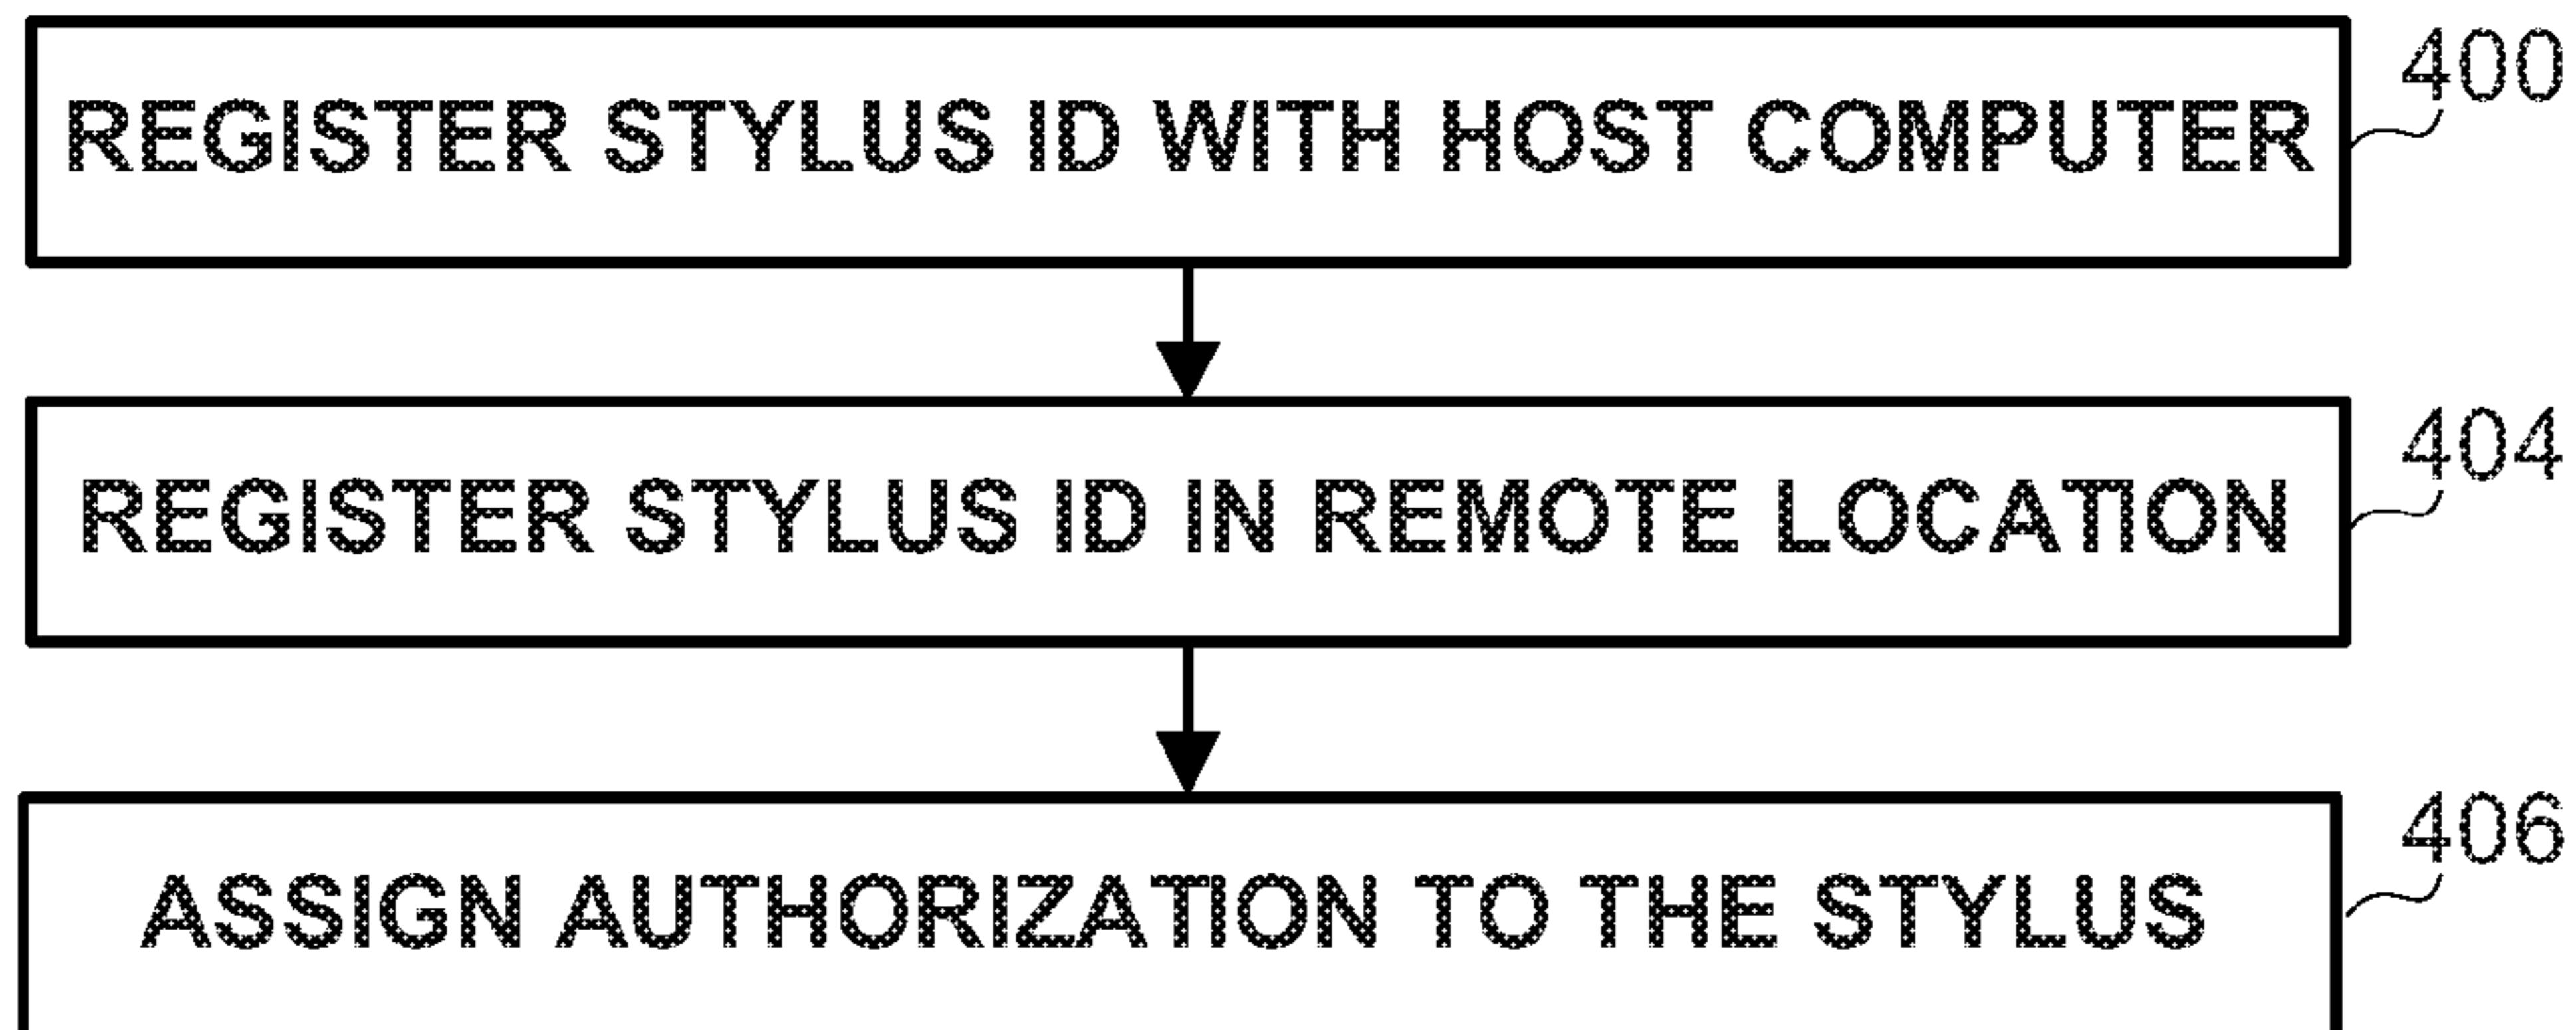 REGISTER STYLUS ID WITH HOST COMPUTER 400
REGISTER STYLUS ID IN REMOTE LOCATION 404
ASSIGN AUTHORIZATION TO THE STYLUS 406